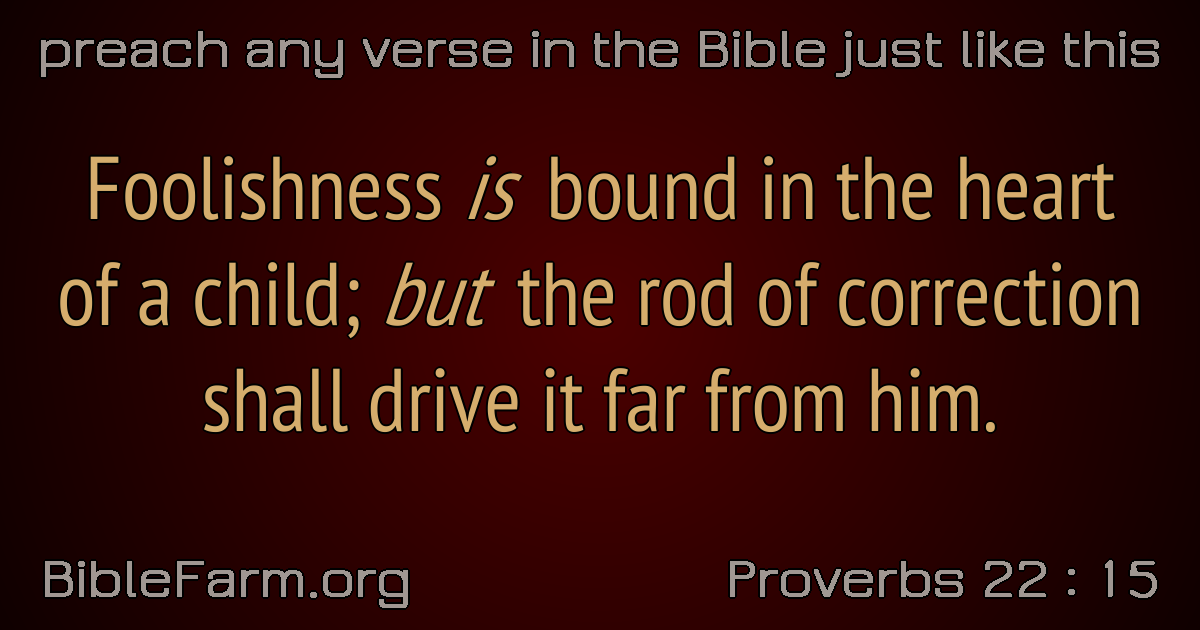 preach any verse in the Bible just like this
Foolishness is bound in the heart
of a child; but the rod of correction
shall drive it far from him.
BibleFarm.org
Proverbs 22 : 15